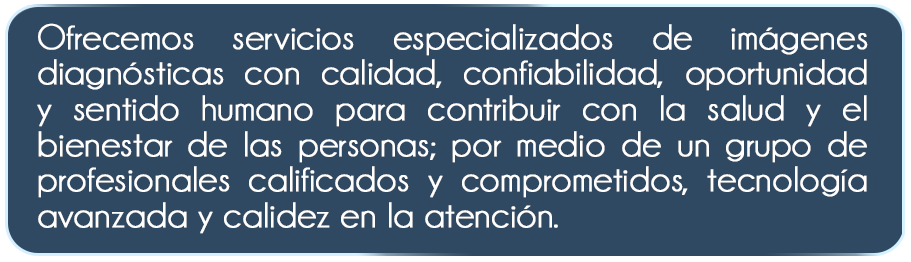 Ofrecemos servicios especializados de imágenes
diagnósticas con calidad, confiabilidad, oportunidad
y sentido humano para contribuir con la salud y el
bienestar de las personas; por medio de un grupo de
profesionales calificados y comprometidos, tecnología
avanzada y calidez en la atención.